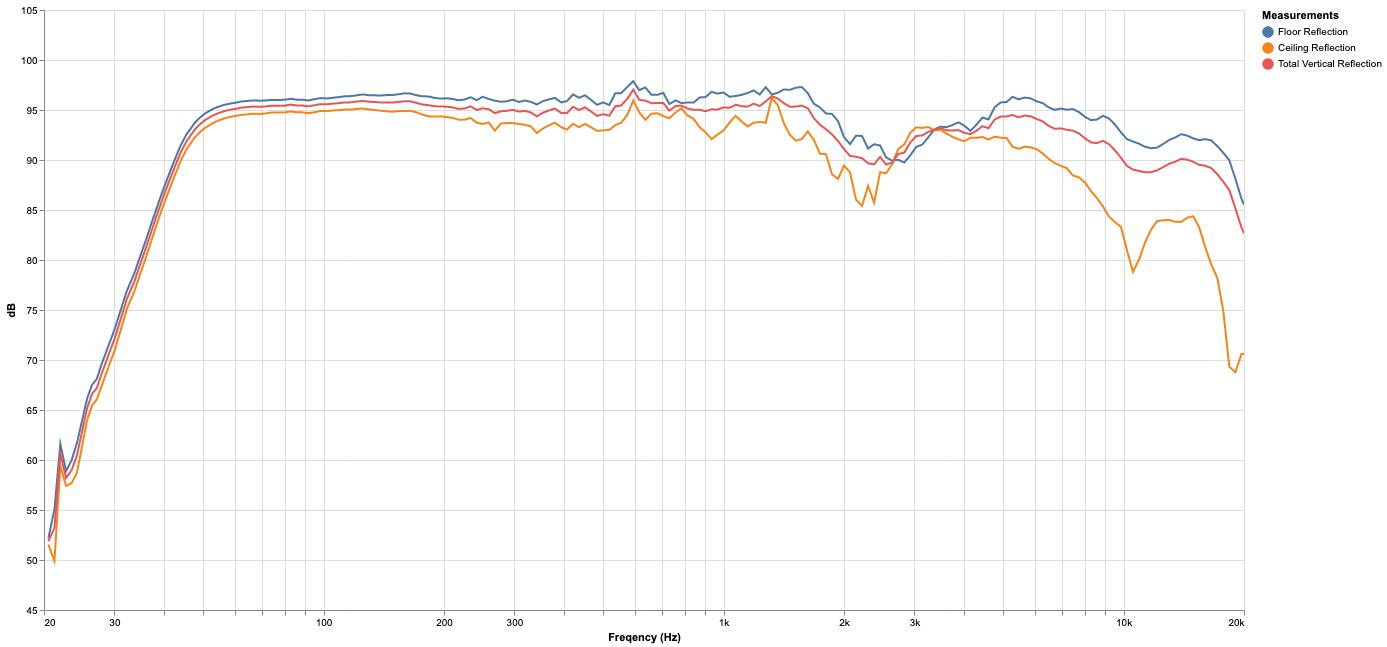 105
100
95
90
85
80
75
70
65
60
55
50
45
dB
20 30 100 200 300 1k 2k 3k 10k 20k
Freqency (Hz)
Measurements
Floor Reflection
Ceiling Reflection
Total Vertical Reflection